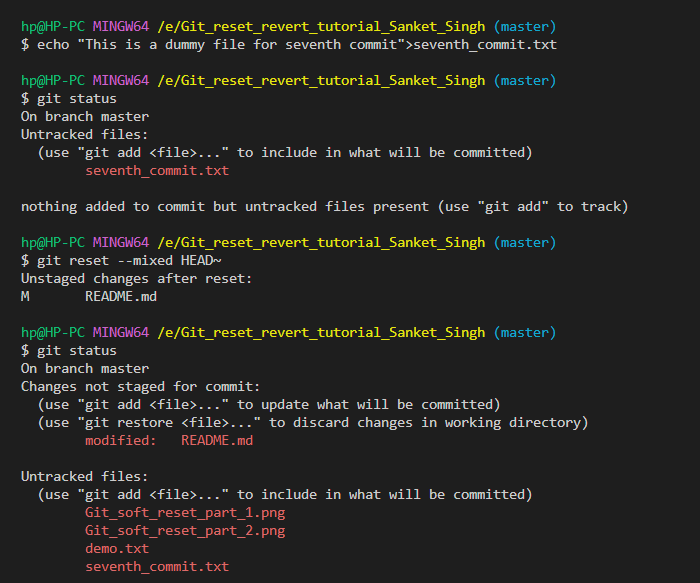 hp@HP-PC MINGW64 /e/Git_reset_revert_tutorial_Sanket_Singh (master)
$ echo "This is a dummy file for seventh commit">seventh_commit.txt
hp@HP-PC MINGW64 /e/Git_reset_revert_tutorial_Sanket_Singh (master)
$ git status
On branch master
Untracked files:
(use "git add <file>..." to include in what will be committed)
seventh_commit.txt
nothing added to commit but untracked files present (use "git add" to track)
hp@HP-PC MINGW64 /e/Git_reset_revert_tutorial_Sanket_Singh (master)
$ git reset --mixed HEAD~
Unstaged changes after reset:
M README.md
hp@HP-PC MINGW64 /e/Git_reset_revert_tutorial_Sanket_Singh (master)
$ git status
On branch master
Changes not staged for commit:
(use "git add <file>..." to update what will be committed)
(use "git restore <file>..." to discard changes in working directory)
modified: README.md
Untracked files:
(use "git add <file>..." to include in what will be committed)
Git_soft_reset_part_1.png
Git_soft_reset_part_2.png
demo.txt
seventh_commit.txt